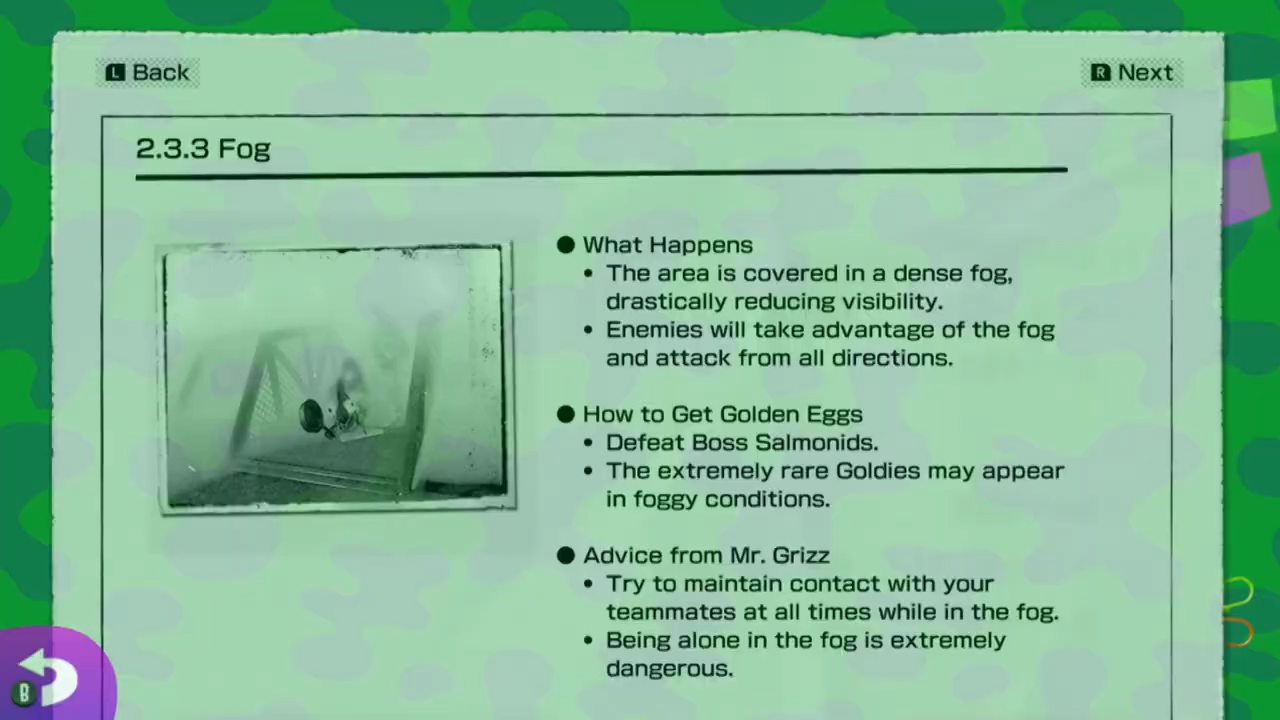 L Back
R Next
2.3.3 Fog
● What Happens
• The area is covered in a dense fog,
drastically reducing visibility.
• Enemies will take advantage of the fog
and attack from all directions.
● How to Get Golden Eggs
• Defeat Boss Salmonids.
• The extremely rare Goldies may appear
in foggy conditions.
● Advice from Mr. Grizz
• Try to maintain contact with your
teammates at all times while in the fog.
• Being alone in the fog is extremely
dangerous.
B